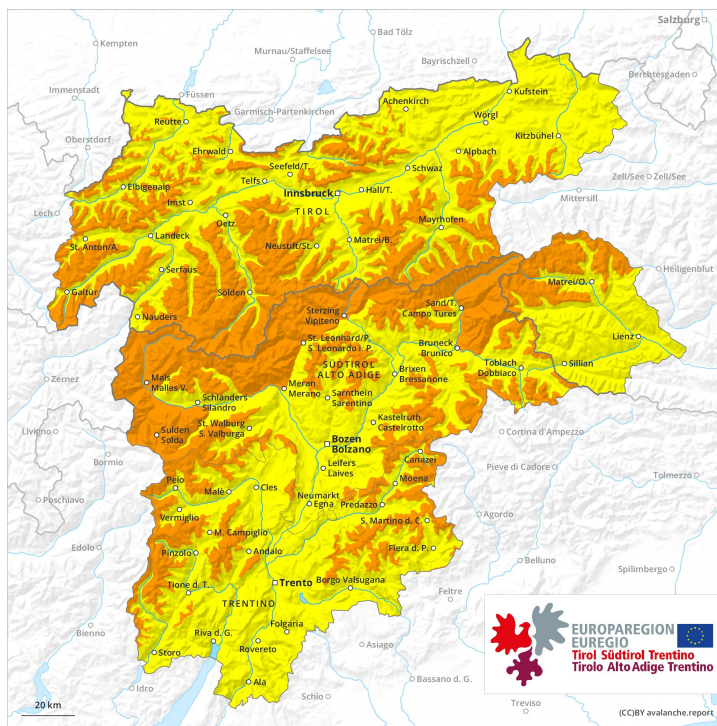 Salzburg
Kempten
Bad Tölz
Murnau/Staffelsee
Bayrischzell
Berchtesgaden
Immenstadt
Füssen
Garmisch-Partenkirchen
Achenkirch
Kufstein
Reutte
Wörgl
Oberstdorf
Ehrwald
Kitzbühel
Alpbach
Seefeld/T.
Schwaz
Zell/See
Zell/See
Telfs
Elbigenalp
Innsbruck
Hall/T.
Mittersill
Imst
Lech
TIROL
Oetz
Mayrhofen
St. Anton/A.
Landeck
Neustift/St.
Matrei/B.
Serfaus
Heiligenblut
Matrei/O.
Galtür
Sölden
Sand/T.
Campo Tures
Nauders
Sterzing
Vipiteno
Lienz
St. Leonhard/P.
S. Leonardo i. P.
Bruneck
Brunico
Sillian
Toblach
Dobbiaco
SÜDTIROL
ALTO ADIGE
Brixen
Bressanone
Zernez
Mals
Malles V.
Meran
Merano
Schlanders
Silandro
Sarnthein
Sarentino
St. Walburg
S. Valburga
Kastelruth
Castelrotto
Livigno
Sulden
Solda
Bozen
Bolzano
Cortina d'Ampezzo
Bormio
Canazei
Leifers
Laives
Pieve di Cadore
Tolmezzo
Peio
Malè
Cles
Moena
Poschiavo
Neumarkt
Egna
Predazzo
Vermiglio
Agordo
S. Martino d. C.
M. Campiglio
Edolo
Pinzolo
Andalo
Fiera d. P.
Belluno
Spilimbergo
Trento
Borgo Valsugana
Tione d. T.
Feltre
TRENTINO
Folgaria
Bienno
Riva d. G.
Rovereto
Asiago
Storo
Bassano d. G.
Ala
Idro
Schio
Treviso
EUROPAREGION
EUREGIO
Tirol Südtirol Trentino
Tirolo Alto Adige Trentino
20 km
(CC)BY avalanche.report